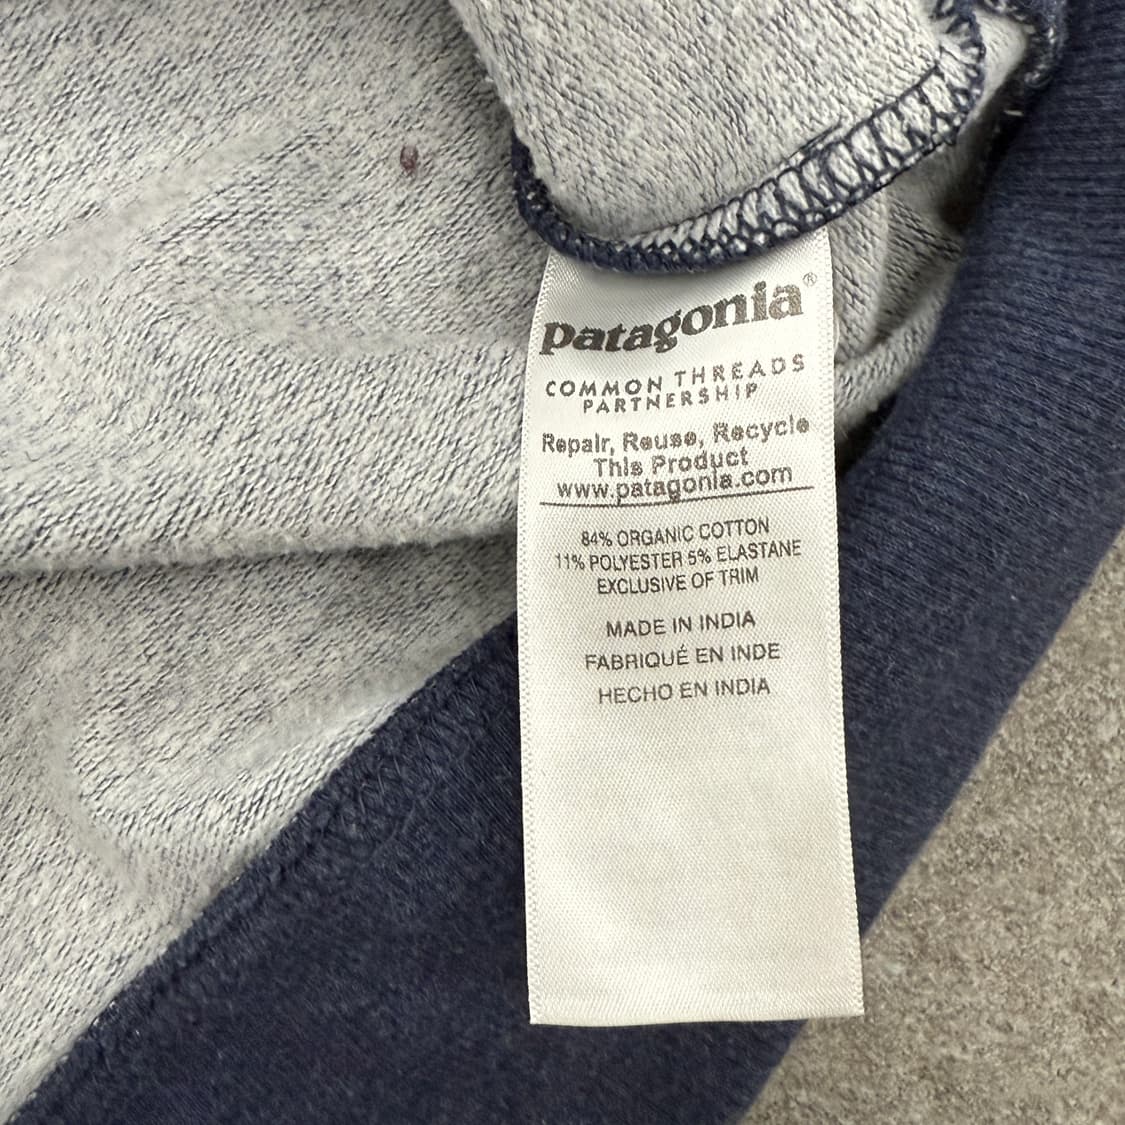 patagonia®
COMMON THREADS
PARTNERSHIP
Repair, Reuse, Recycle
This Product
www.patagonia.com
84% ORGANIC COTTON
11% POLYESTER 5% ELASTANE
EXCLUSIVE OF TRIM
MADE IN INDIA
FABRIQUÉ EN INDE
HECHO EN INDIA